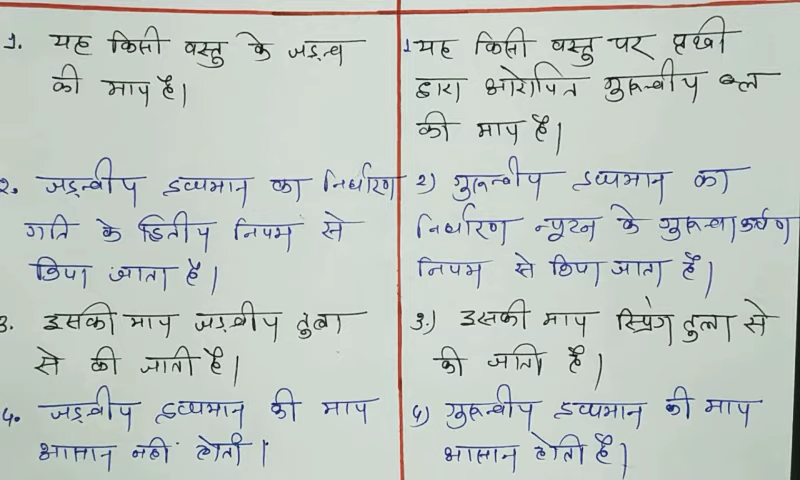 1. यह किसी वस्तु के जड़त्व
की माप है।
2. जड़त्वीय द्रव्यमान का निर्धारण
गति के द्वितीय नियम से
किया जाता है।
3. इसकी माप जड़त्वीय तुला
से की जाती है।
4. जड़त्वीय द्रव्यमान की माप
आसान नहीं होती।
1 यह किसी वस्तु पर पृथ्वी
द्वारा आरोपित गुरुत्वीय बल
की माप है।
2) गुरुत्वीय द्रव्यमान का
निर्धारण न्यूटन के गुरुत्वाकर्षण
नियम से किया जाता है।
3.) इसकी माप स्प्रिंग तुला से
की जाती है।
4) गुरुत्वीय द्रव्यमान की माप
आसान होती है।